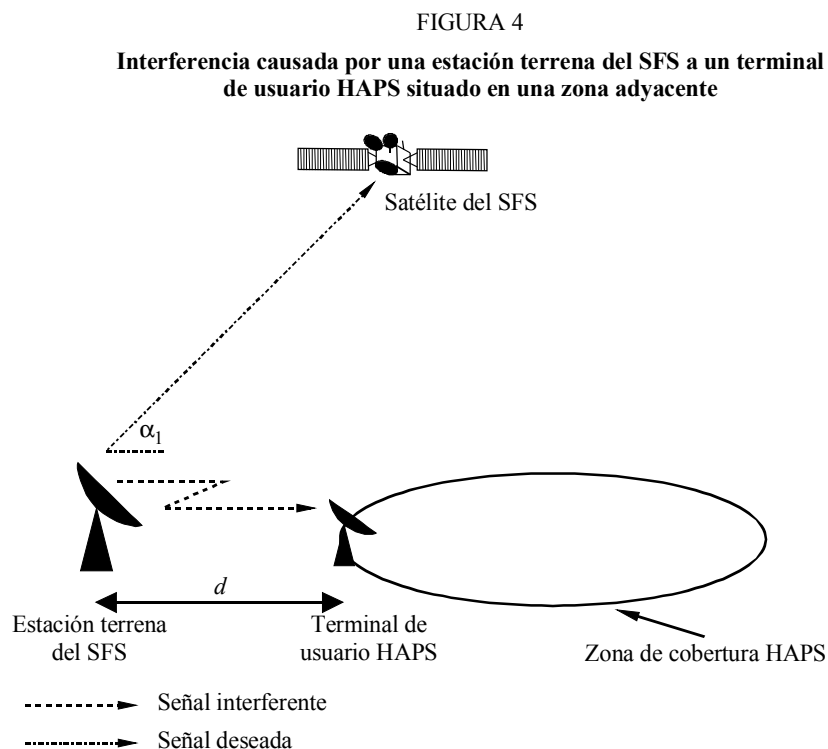 FIGURA 4
Interferencia causada por una estación terrena del SFS a un terminal
de usuario HAPS situado en una zona adyacente
Satélite del SFS
α1
d
Estación terrena
del SFS
Terminal de
usuario HAPS
Zona de cobertura HAPS
Señal interferente
Señal deseada